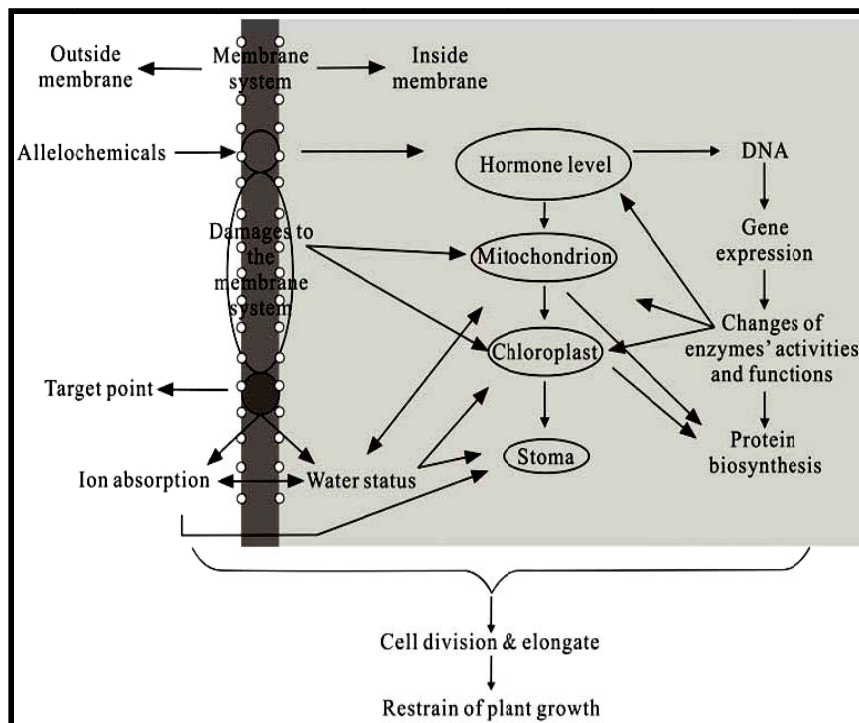 Outside
membrane
Membrane
system
Inside
membrane
Allelochemicals
Hormone level
DNA
Damages to
the
membrane
system
Mitochondrion
Gene
expression
Chloroplast
Changes of
enzymes' activities
and functions
Target point
Ion absorption
Water status
Stoma
Protein
biosynthesis
Cell division & elongate
Restrain of plant growth